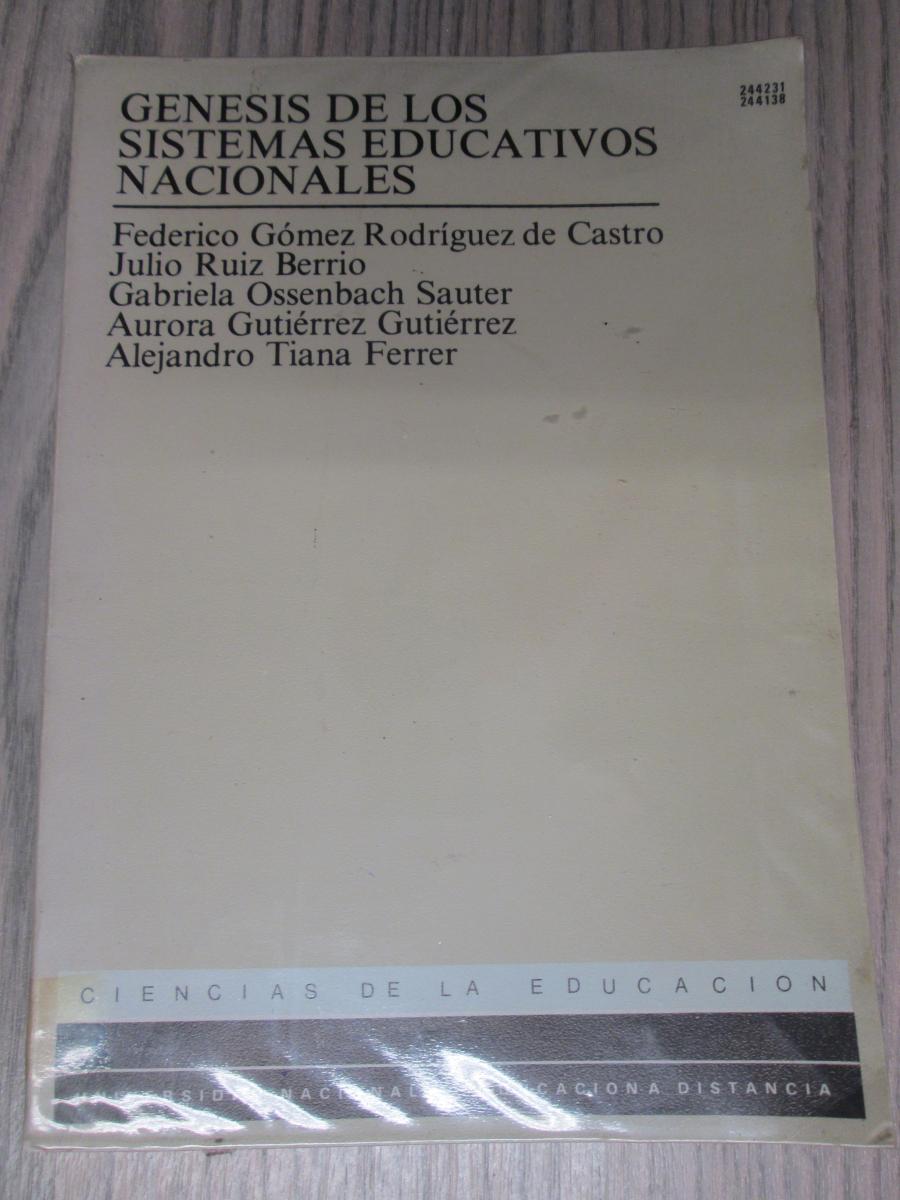 GENESIS DE LOS
SISTEMAS EDUCATIVOS
NACIONALES
244231
244138
Federico Gómez Rodríguez de Castro
Julio Ruiz Berrio
Gabriela Ossenbach Sauter
Aurora Gutiérrez Gutiérrez
Alejandro Tiana Ferrer
CIENCIAS DE LA EDUCACION
NACIONAL A DISTANCIA